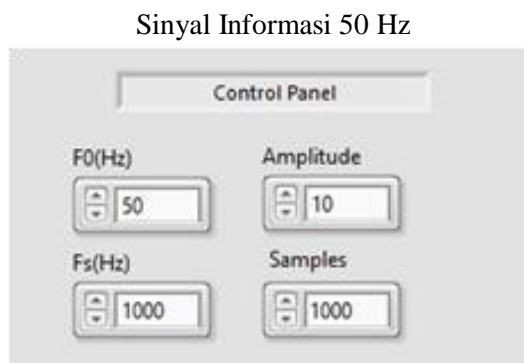 Sinyal Informasi 50 Hz
Control Panel
F0(Hz) Amplitude
50 10
Fs(Hz) Samples
1000 1000